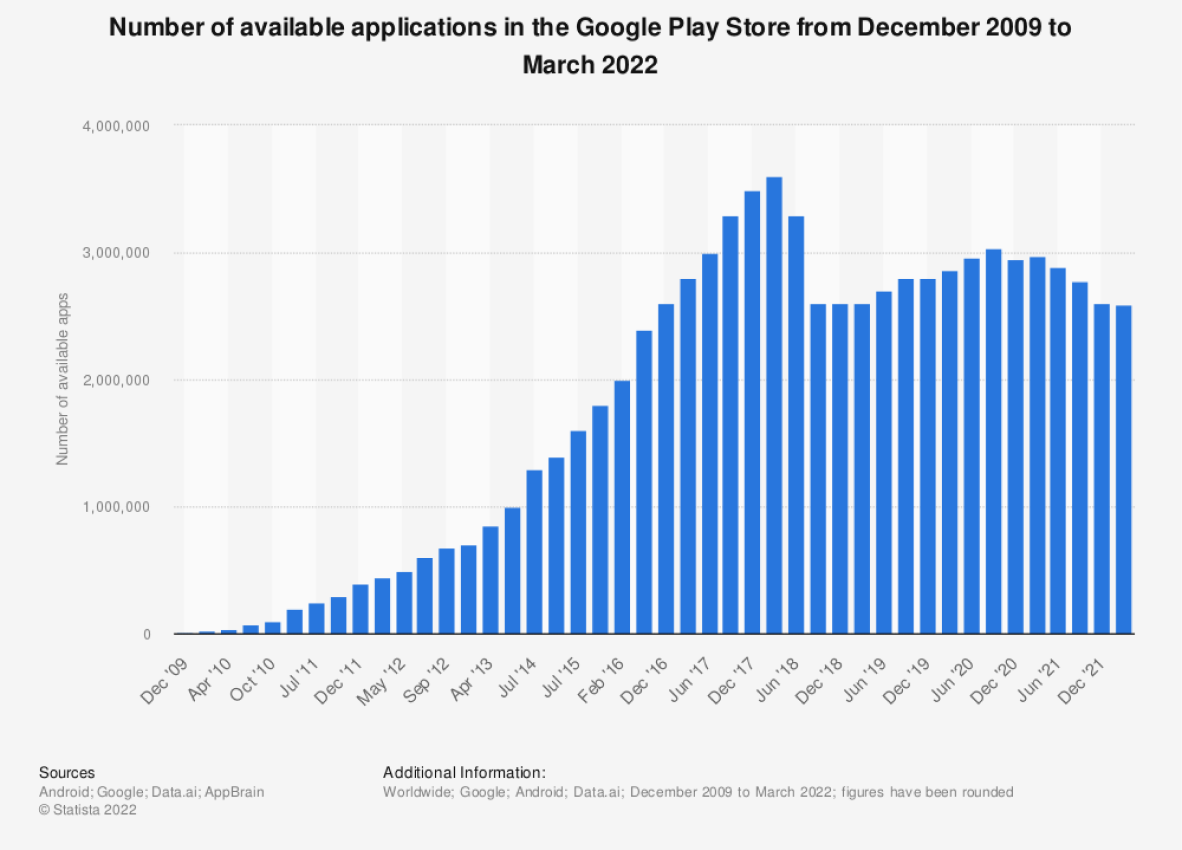 Number of available applications in the Google Play Store from December 2009 to
March 2022
4,000,000
3,000,000
2,000,000
1,000,000
0
Number of available apps
Dec '09
Apr '10
Oct '10
Jul '11
Dec '11
May '12
Sep '12
Apr '13
Jul '14
Jul '15
Feb '16
Dec '16
Jun '17
Dec '17
Jun '18
Dec '18
Jun '19
Dec '19
Jun '20
Dec '20
Jun '21
Dec '21
Sources
Android; Google; Data.ai; AppBrain
© Statista 2022
Additional Information:
Worldwide; Google; Android; Data.ai; December 2009 to March 2022; figures have been rounded